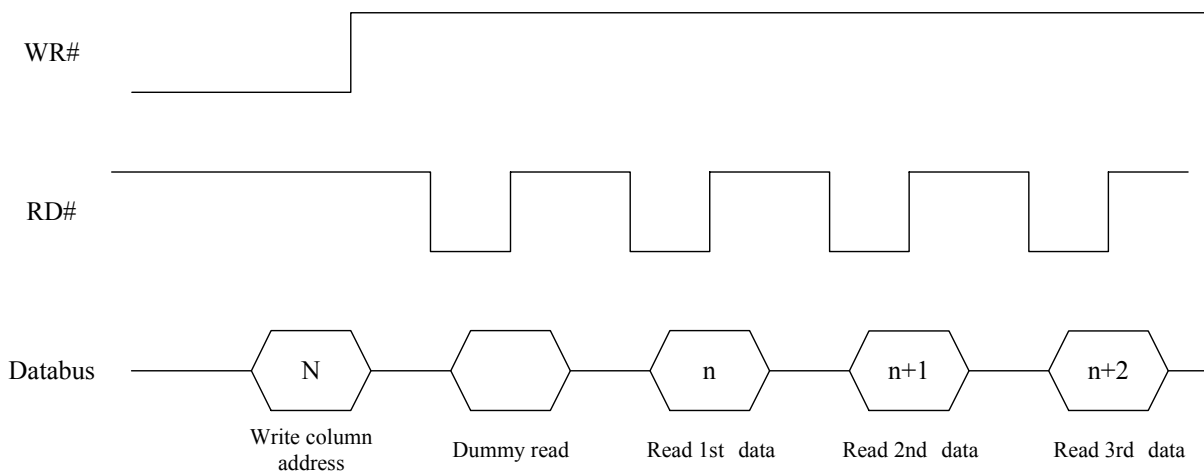 WR#
RD#
Databus
N
n
n+1
n+2
Write column
address
Dummy read
Read 1st data
Read 2nd data
Read 3rd data